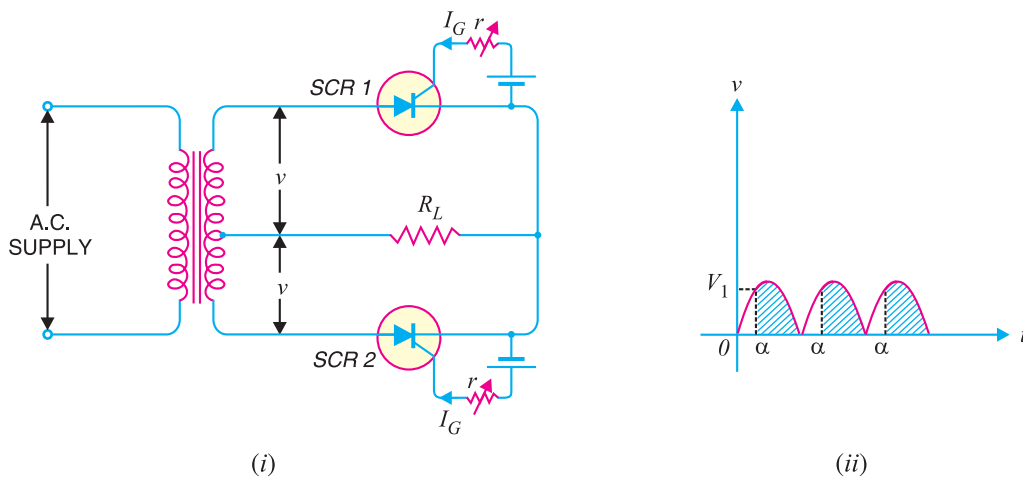 I_G r
SCR 1
v
R_L
A.C.
SUPPLY
v
SCR 2
r
I_G
(i)
v
V_1
0 α α α t
(ii)